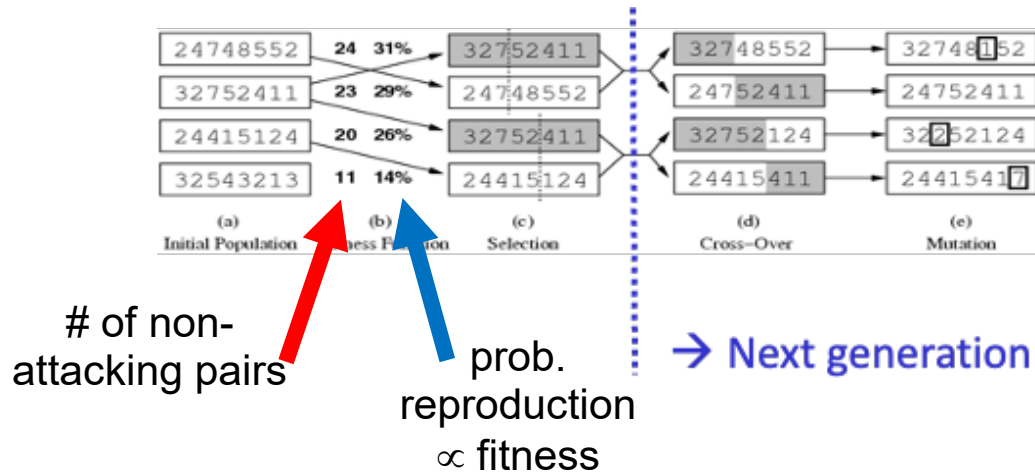 24748552 24 31% 32752411 32748552 32748152
32752411 23 29% 24748552 24752411 24752411
24415124 20 26% 32752411 32752124 32252124
32543213 11 14% 24415124 24415411 24415417
(a) (b) (c) (d) (e)
Initial Population Selection Cross-Over Mutation
# of non-
attacking pairs
prob.
reproduction
∝ fitness
→ Next generation